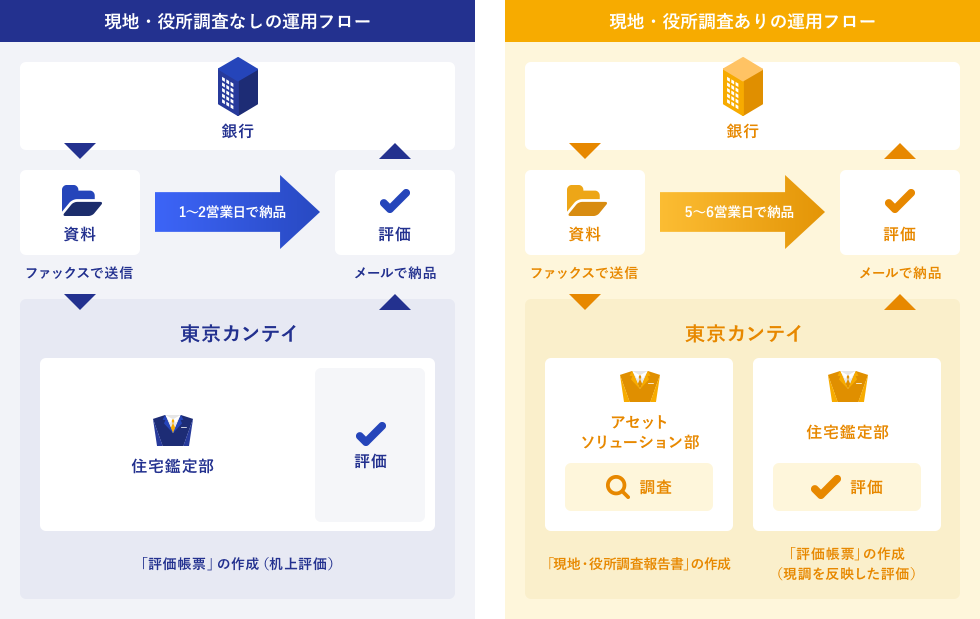 現地・役所調査なしの運用フロー
銀行
資料
1〜2営業日で納品
評価
ファックスで送信
メールで納品
東京カンテイ
住宅鑑定部
評価
「評価帳票」の作成（机上評価）
現地・役所調査ありの運用フロー
銀行
資料
5〜6営業日で納品
評価
ファックスで送信
メールで納品
東京カンテイ
アセット
ソリューション部
調査
「現地・役所調査報告書」の作成
住宅鑑定部
評価
「評価帳票」の作成
（現調を反映した評価）